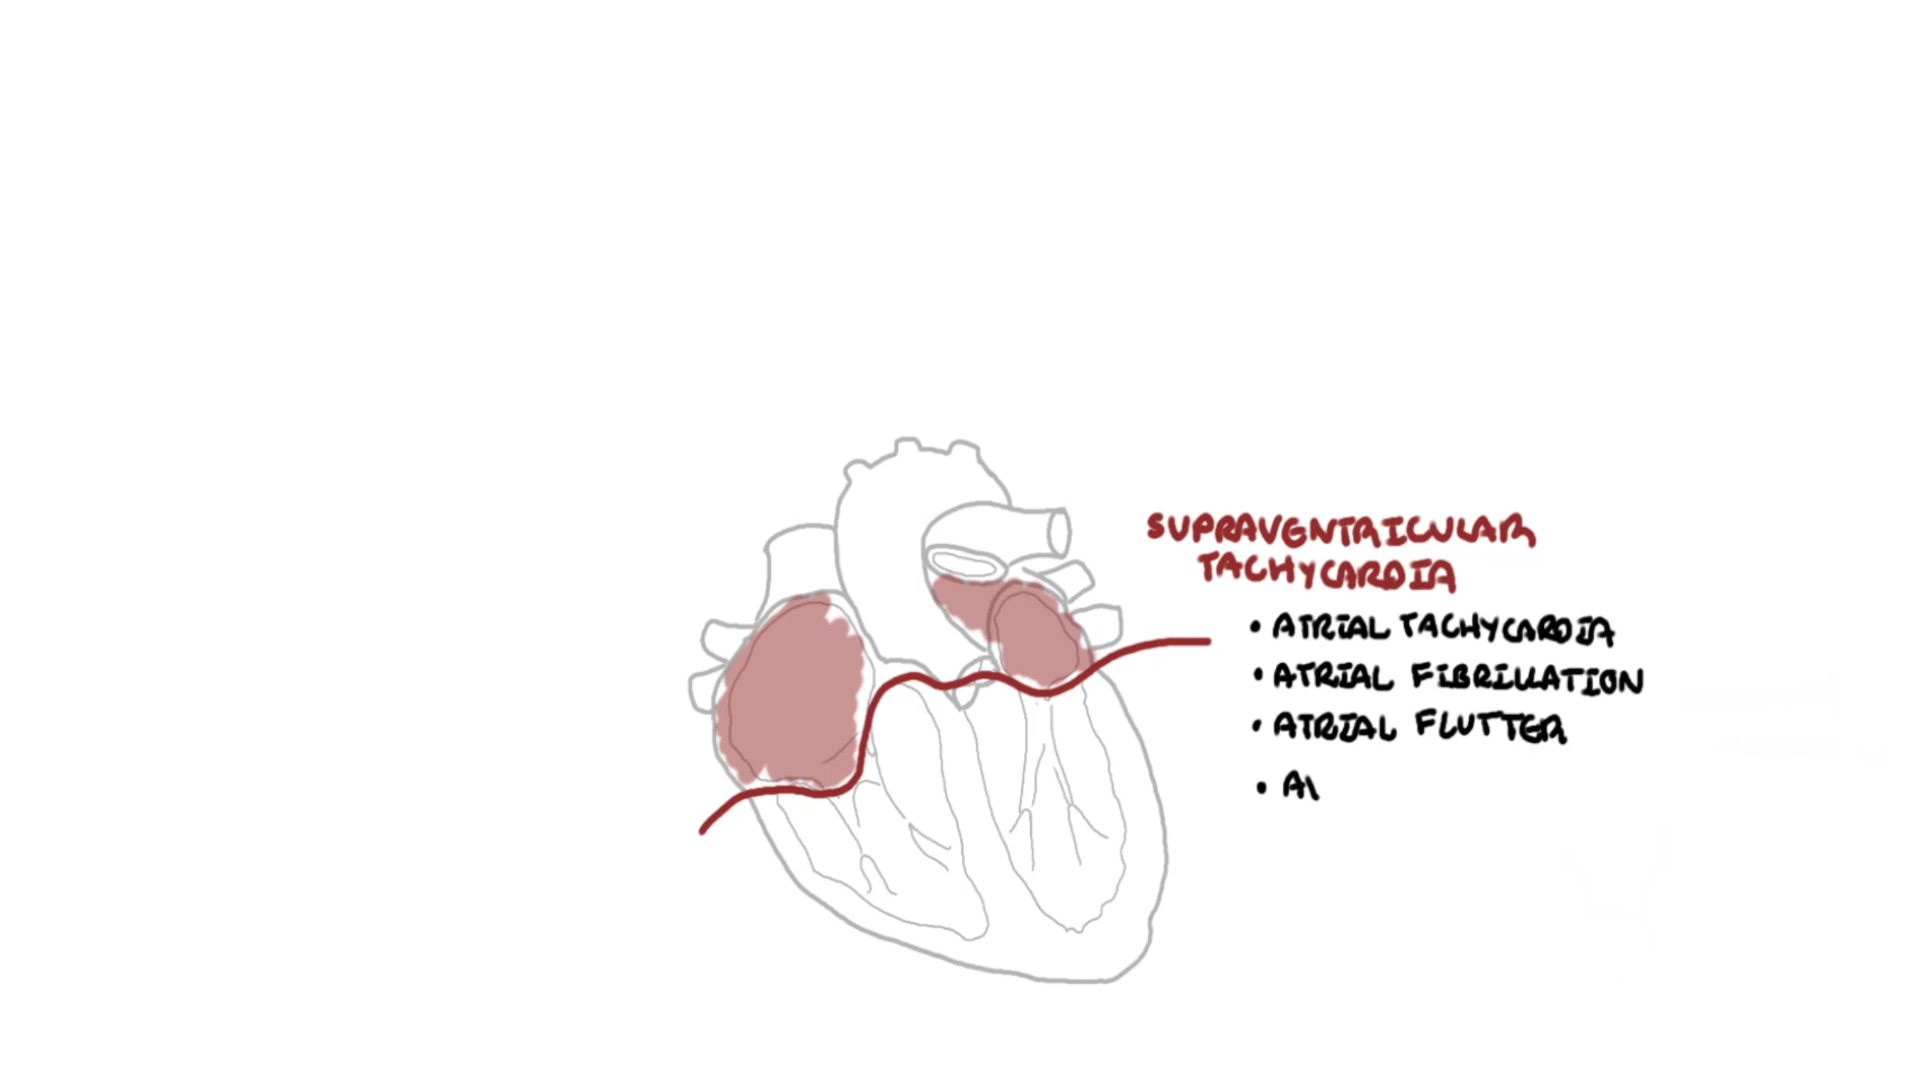 SUPRAVENTRICULAR
TACHYCARDIA
• ATRIAL TACHYCARDIA
• ATRIAL FIBRILLATION
• ATRIAL FLUTTER
• A